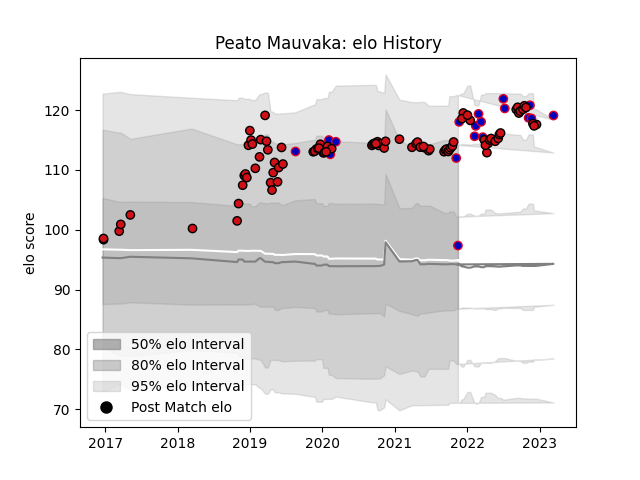 Peato Mauvaka: elo History
elo score
120
110
100
90
80
70
50% elo Interval
80% elo Interval
95% elo Interval
Post Match elo
2017 2018 2019 2020 2021 2022 2023